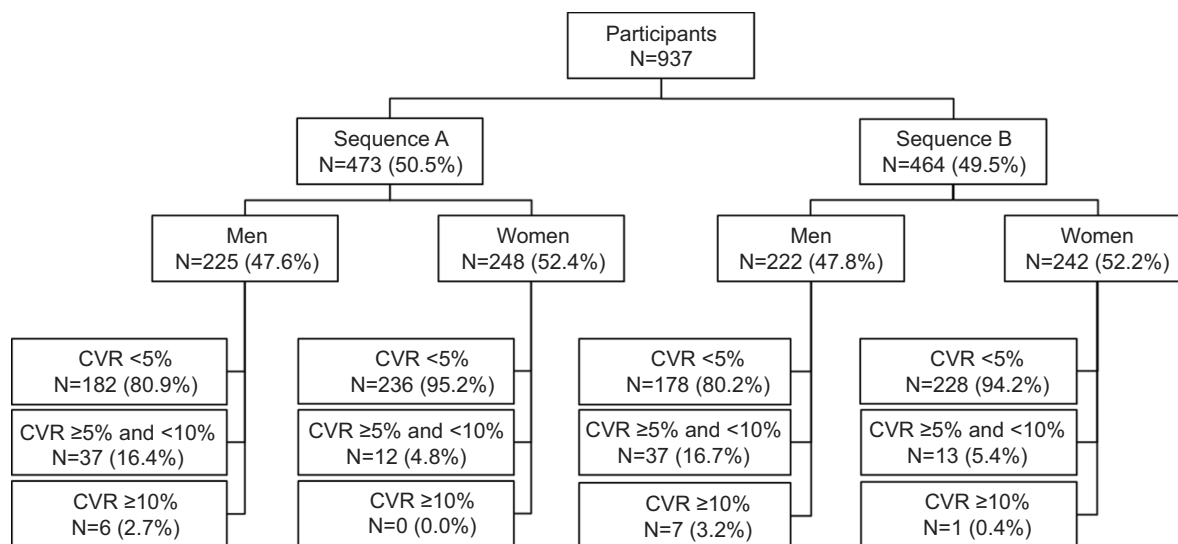 Participants
N=937
Sequence A
N=473 (50.5%)
Sequence B
N=464 (49.5%)
Men
N=225 (47.6%)
Women
N=248 (52.4%)
Men
N=222 (47.8%)
Women
N=242 (52.2%)
CVR <5%
N=182 (80.9%)
CVR ≥5% and <10%
N=37 (16.4%)
CVR ≥10%
N=6 (2.7%)
CVR <5%
N=236 (95.2%)
CVR ≥5% and <10%
N=12 (4.8%)
CVR ≥10%
N=0 (0.0%)
CVR <5%
N=178 (80.2%)
CVR ≥5% and <10%
N=37 (16.7%)
CVR ≥10%
N=7 (3.2%)
CVR <5%
N=228 (94.2%)
CVR ≥5% and <10%
N=13 (5.4%)
CVR ≥10%
N=1 (0.4%)